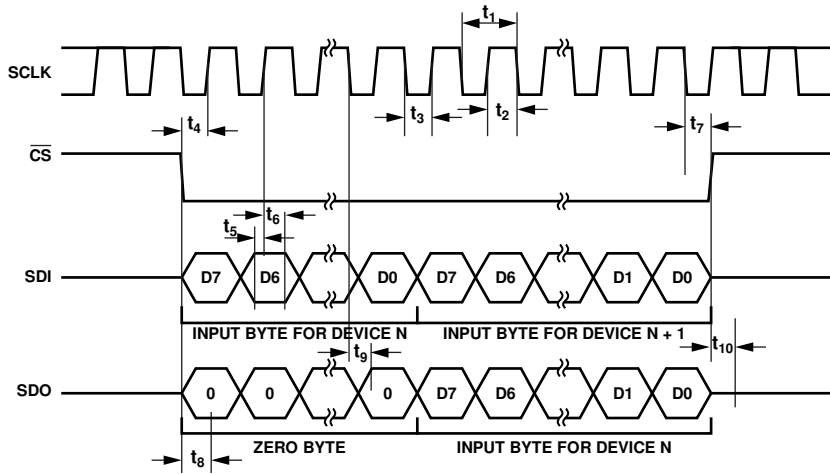 t1
SCLK
t4
t3
t2
t7
CS
t6
t5
SDI
D7
D6
D0
D7
D6
D1
D0
INPUT BYTE FOR DEVICE N
INPUT BYTE FOR DEVICE N + 1
t9
t10
SDO
0
0
0
D7
D6
D1
D0
ZERO BYTE
INPUT BYTE FOR DEVICE N
t8